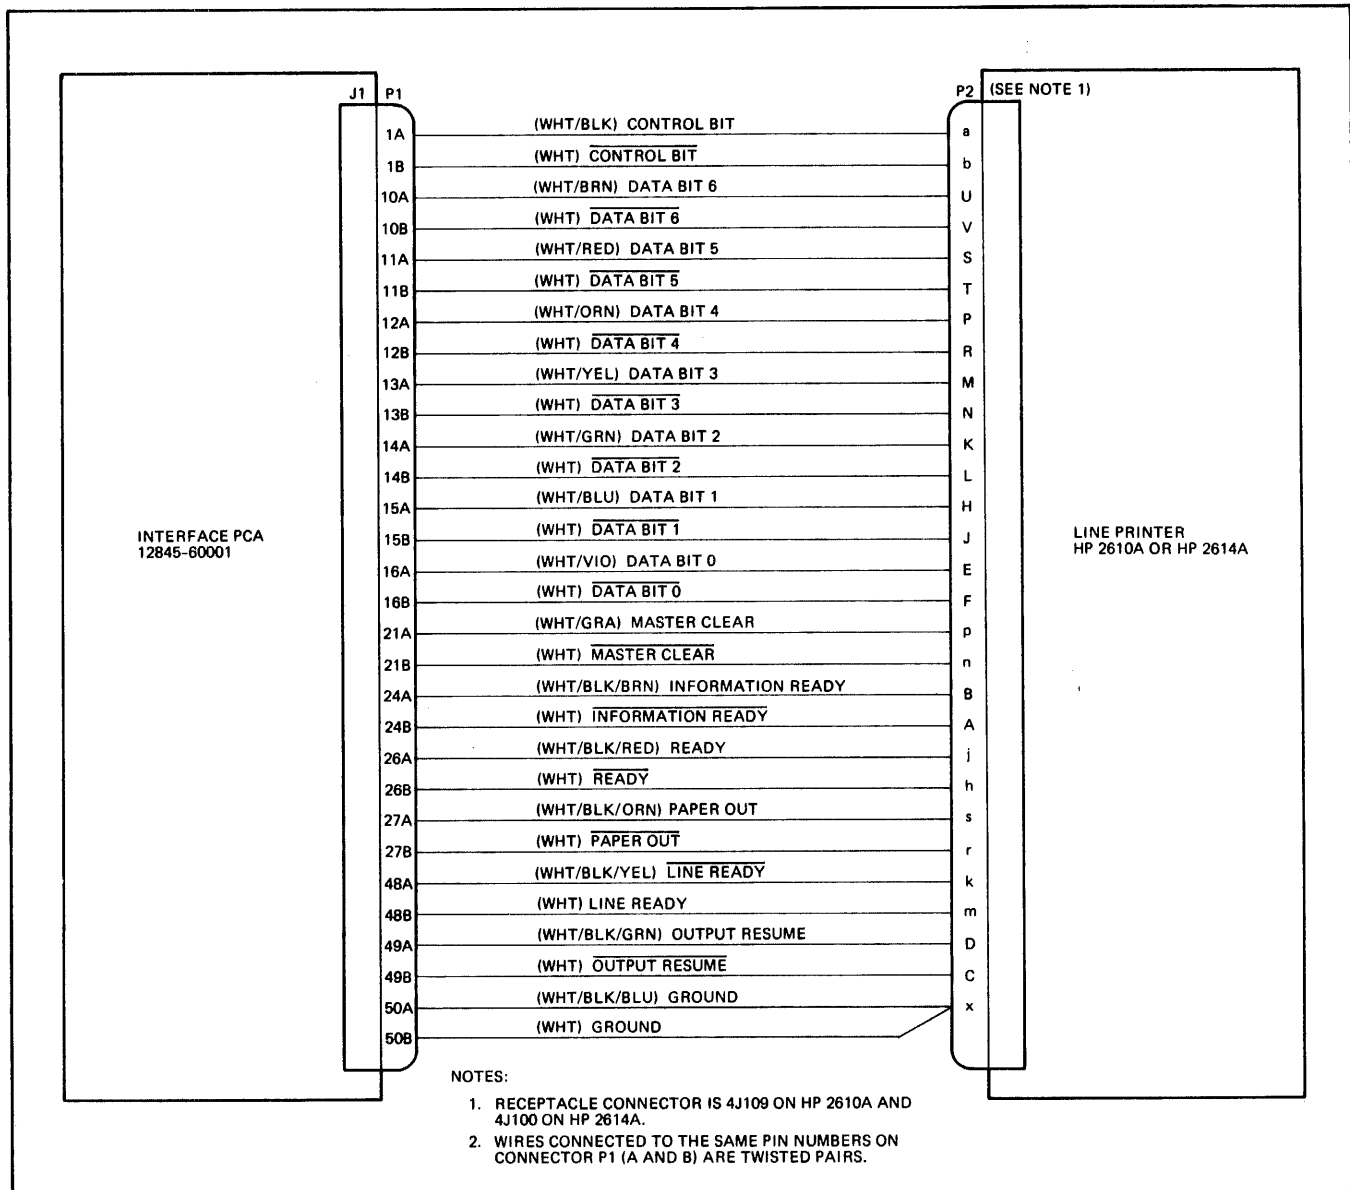 J1 P1 P2 (SEE NOTE 1)
1A (WHT/BLK) CONTROL BIT a
1B (WHT) CONTROL BIT b
10A (WHT/BRN) DATA BIT 6 U
10B (WHT) DATA BIT 6 V
11A (WHT/RED) DATA BIT 5 S
11B (WHT) DATA BIT 5 T
12A (WHT/ORN) DATA BIT 4 P
12B (WHT) DATA BIT 4 R
13A (WHT/YEL) DATA BIT 3 M
13B (WHT) DATA BIT 3 N
14A (WHT/GRN) DATA BIT 2 K
14B (WHT) DATA BIT 2 L
15A (WHT/BLU) DATA BIT 1 H
INTERFACE PCA
12845-60001
15B (WHT) DATA BIT 1 J
LINE PRINTER
HP 2610A OR HP 2614A
16A (WHT/VIO) DATA BIT 0 E
16B (WHT) DATA BIT 0 F
21A (WHT/GRA) MASTER CLEAR p
21B (WHT) MASTER CLEAR n
24A (WHT/BLK/BRN) INFORMATION READY B
24B (WHT) INFORMATION READY A
26A (WHT/BLK/RED) READY j
26B (WHT) READY h
27A (WHT/BLK/ORN) PAPER OUT s
27B (WHT) PAPER OUT r
48A (WHT/BLK/YEL) LINE READY k
48B (WHT) LINE READY m
49A (WHT/BLK/GRN) OUTPUT RESUME D
49B (WHT) OUTPUT RESUME C
50A (WHT/BLK/BLU) GROUND x
50B (WHT) GROUND
NOTES:
1. RECEPTACLE CONNECTOR IS 4J109 ON HP 2610A AND
4J100 ON HP 2614A.
2. WIRES CONNECTED TO THE SAME PIN NUMBERS ON
CONNECTOR P1 (A AND B) ARE TWISTED PAIRS.